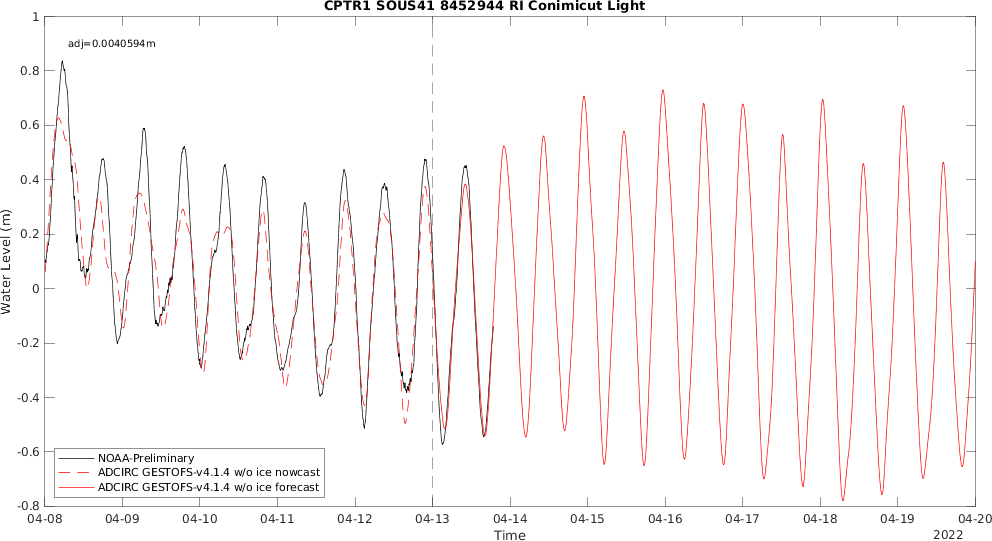 CPTR1 SOUS41 8452944 RI Conimicut Light
adj=0.0040594m
1
0.8
0.6
0.4
0.2
0
-0.2
-0.4
-0.6
-0.8
Water Level (m)
NOAA-Preliminary
ADCIRC GESTOFS-v4.1.4 w/o ice nowcast
ADCIRC GESTOFS-v4.1.4 w/o ice forecast
04-08 04-09 04-10 04-11 04-12 04-13 04-14 04-15 04-16 04-17 04-18 04-19 04-20
Time
2022